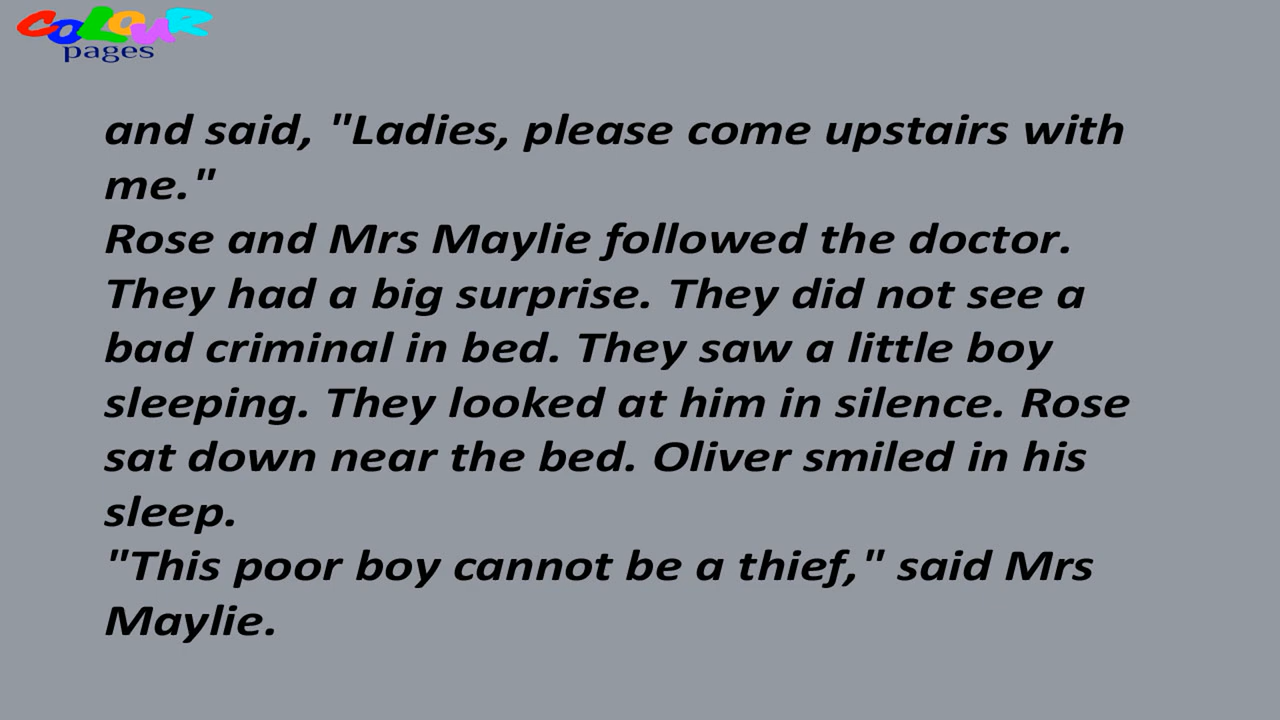 COLOUR
pages
and said, "Ladies, please come upstairs with
me."
Rose and Mrs Maylie followed the doctor.
They had a big surprise. They did not see a
bad criminal in bed. They saw a little boy
sleeping. They looked at him in silence. Rose
sat down near the bed. Oliver smiled in his
sleep.
"This poor boy cannot be a thief," said Mrs
Maylie.